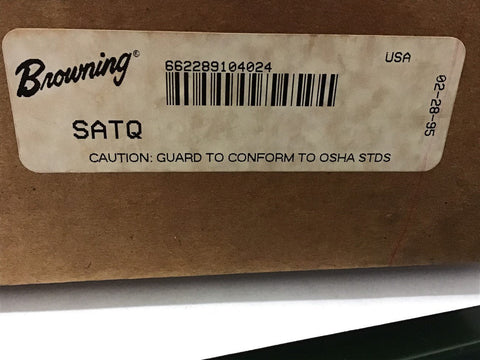 Browning®
662289104024
USA
SATQ
02-28-95
CAUTION: GUARD TO CONFORM TO OSHA STDS